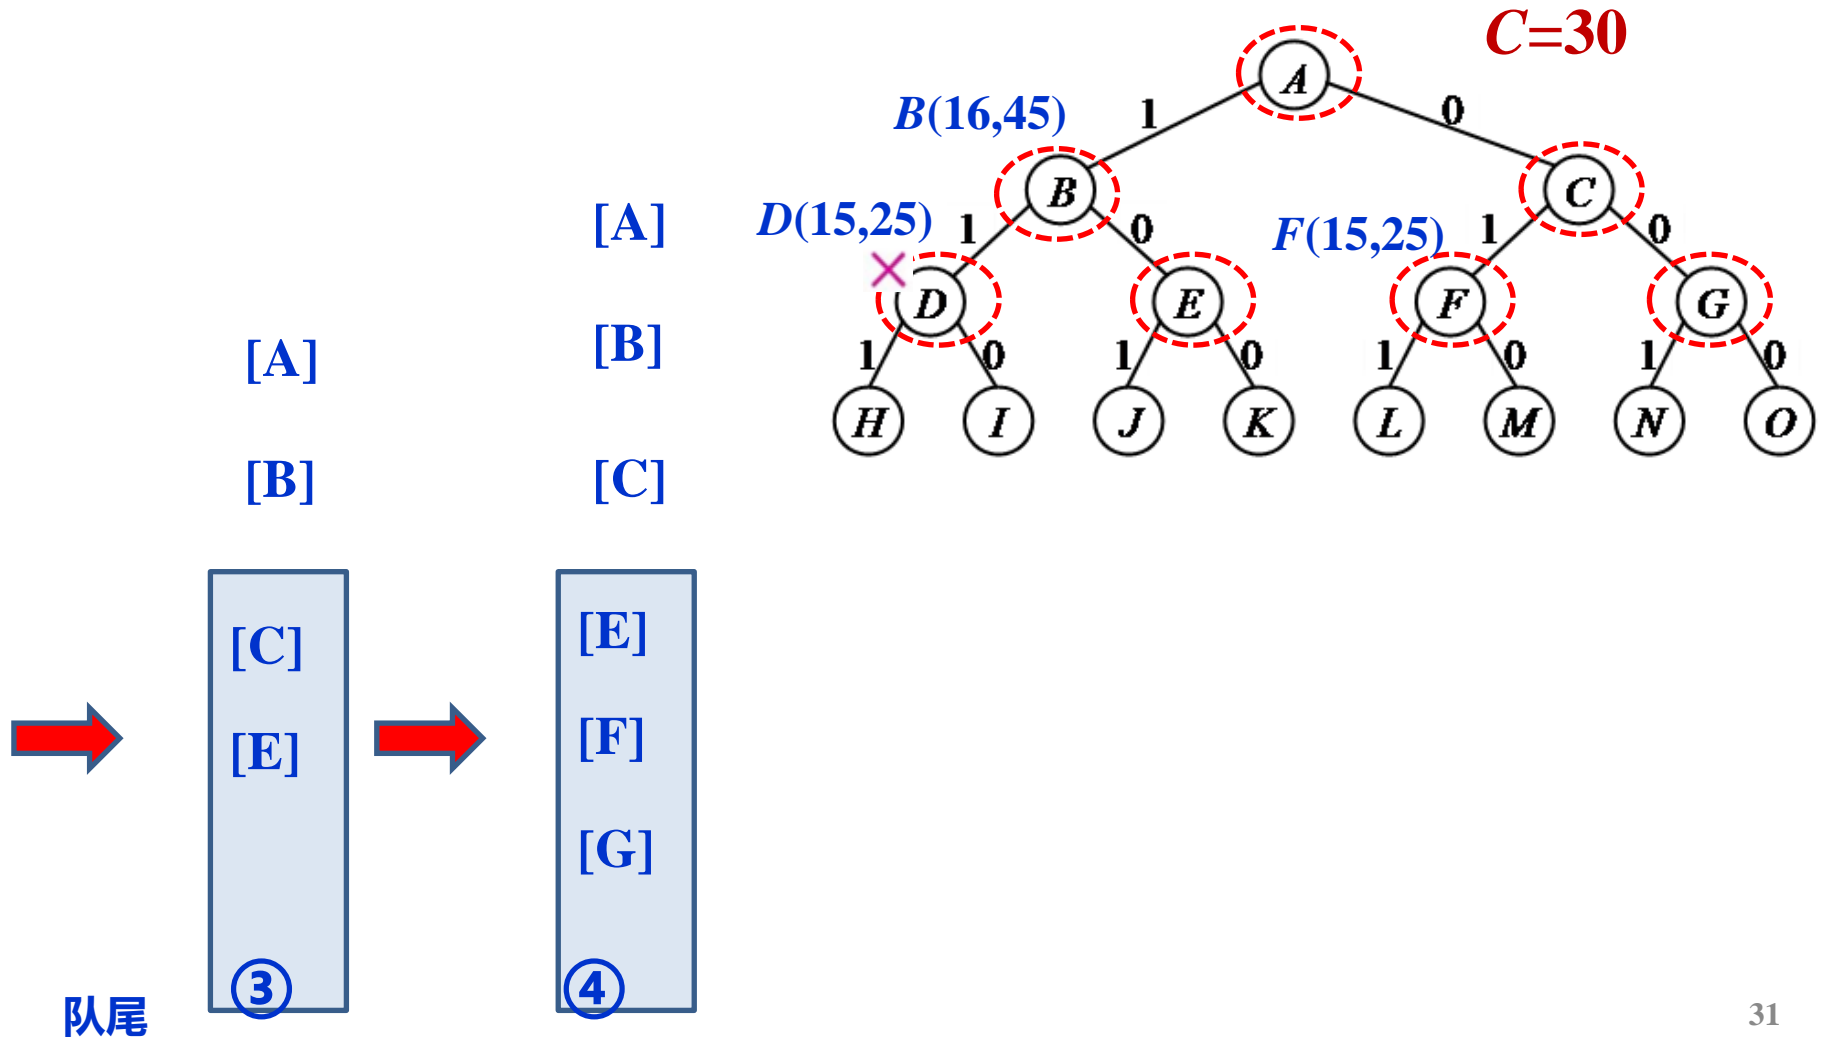 C=30
A
1
0
B(16,45)
B
C
D(15,25)
1
0
F(15,25)
1
0
D
E
F
G
1
0
1
0
1
0
1
0
H
I
J
K
L
M
N
O
[A]
[B]
[C]
[E]
③
[A]
[B]
[C]
[E]
[F]
[G]
④
队尾
31